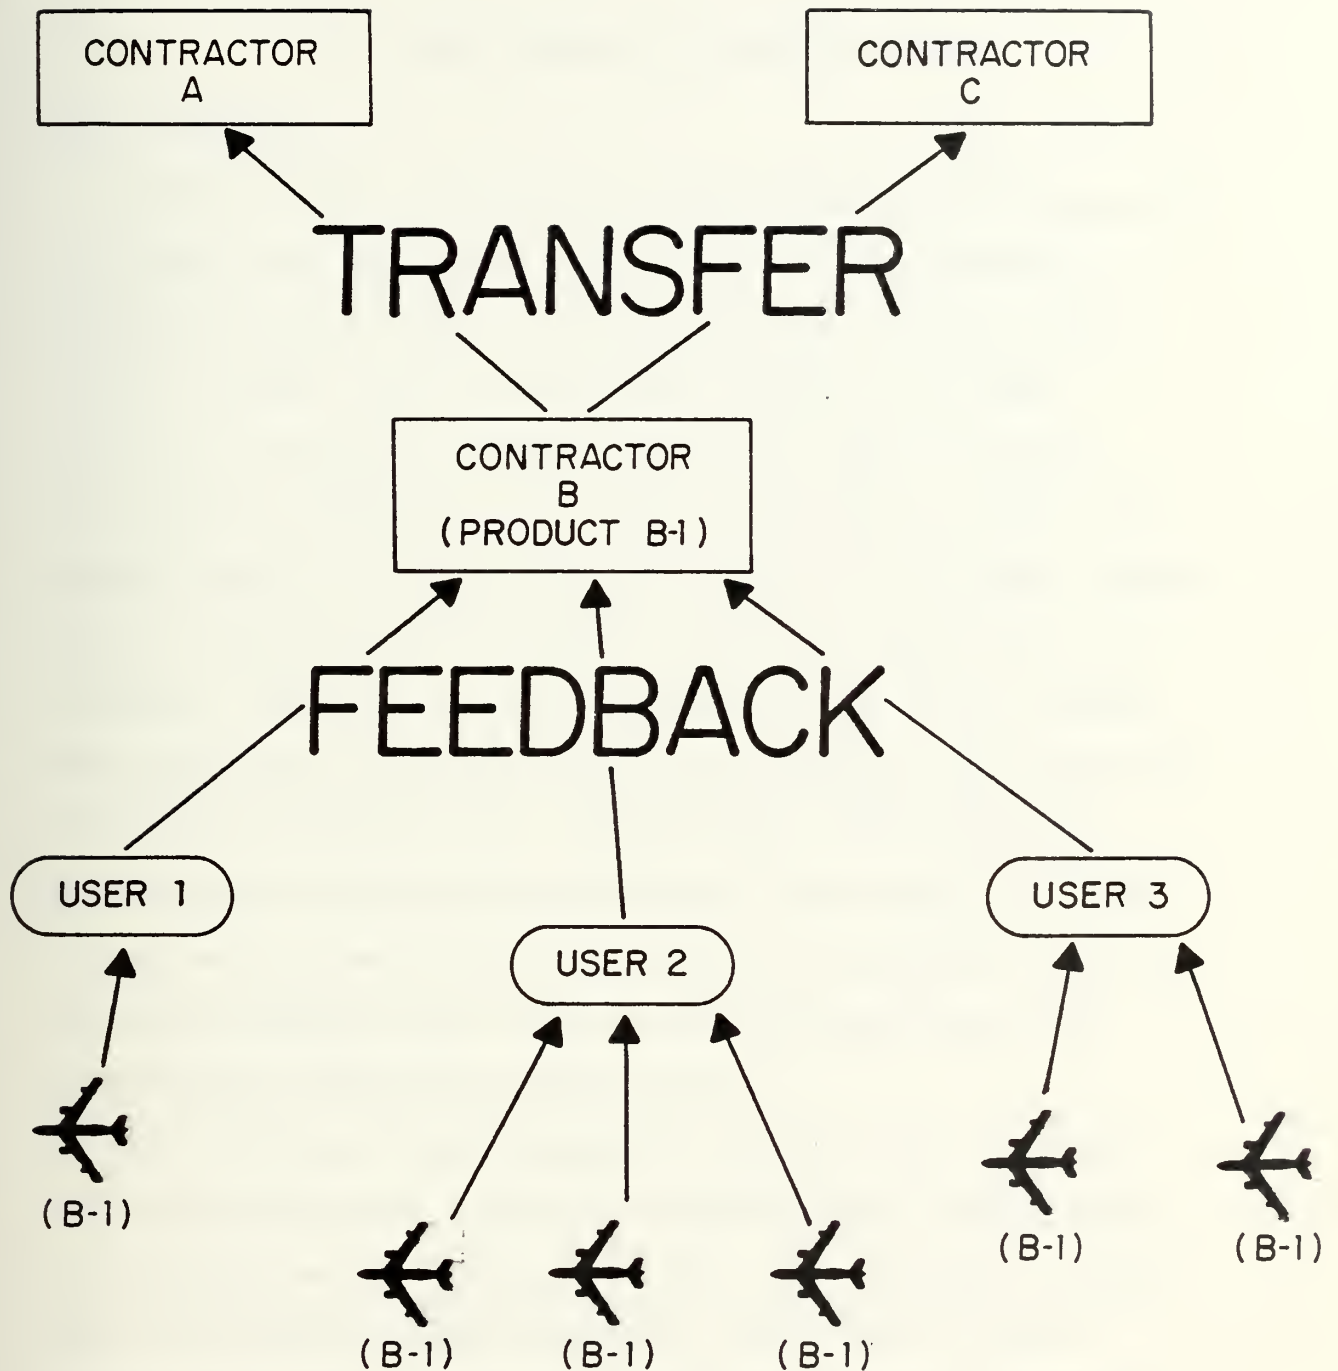 CONTRACTOR
A
CONTRACTOR
C
TRANSFER
CONTRACTOR
B
(PRODUCT B-1)
FEEDBACK
USER 1
USER 2
USER 3
(B-1)
(B-1)
(B-1)
(B-1)
(B-1)
(B-1)